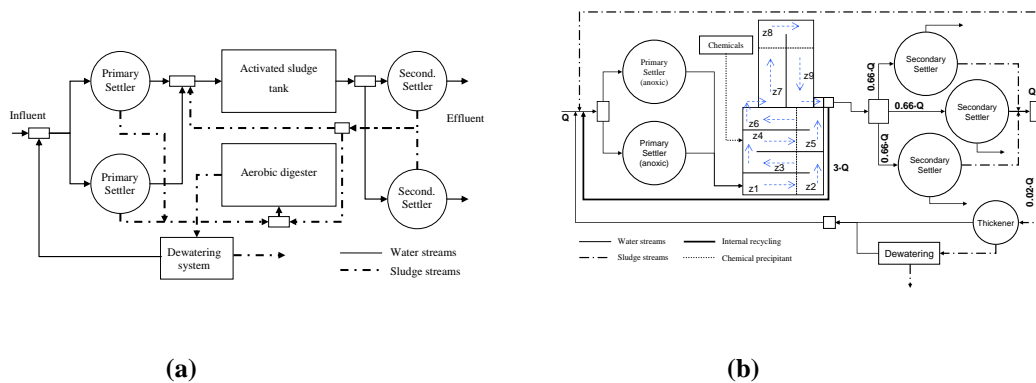 Primary
Settler
Activated sludge
tank
Second.
Settler
Influent
Effluent
Primary
Settler
Aerobic digester
Second.
Settler
Dewatering
system
Water streams
Sludge streams
(a)
z8
Chemicals
Primary
Settler
(anoxic)
z9
z7
Secondary
Settler
Q
0.66·Q
0.66·Q
Secondary
Settler
Q
z6
z4
z5
Primary
Settler
(anoxic)
z3
z1
z2
3·Q
0.66·Q
Secondary
Settler
0.02·Q
Thickener
Water streams
Internal recycling
Sludge streams
Chemical precipitant
Dewatering
(b)